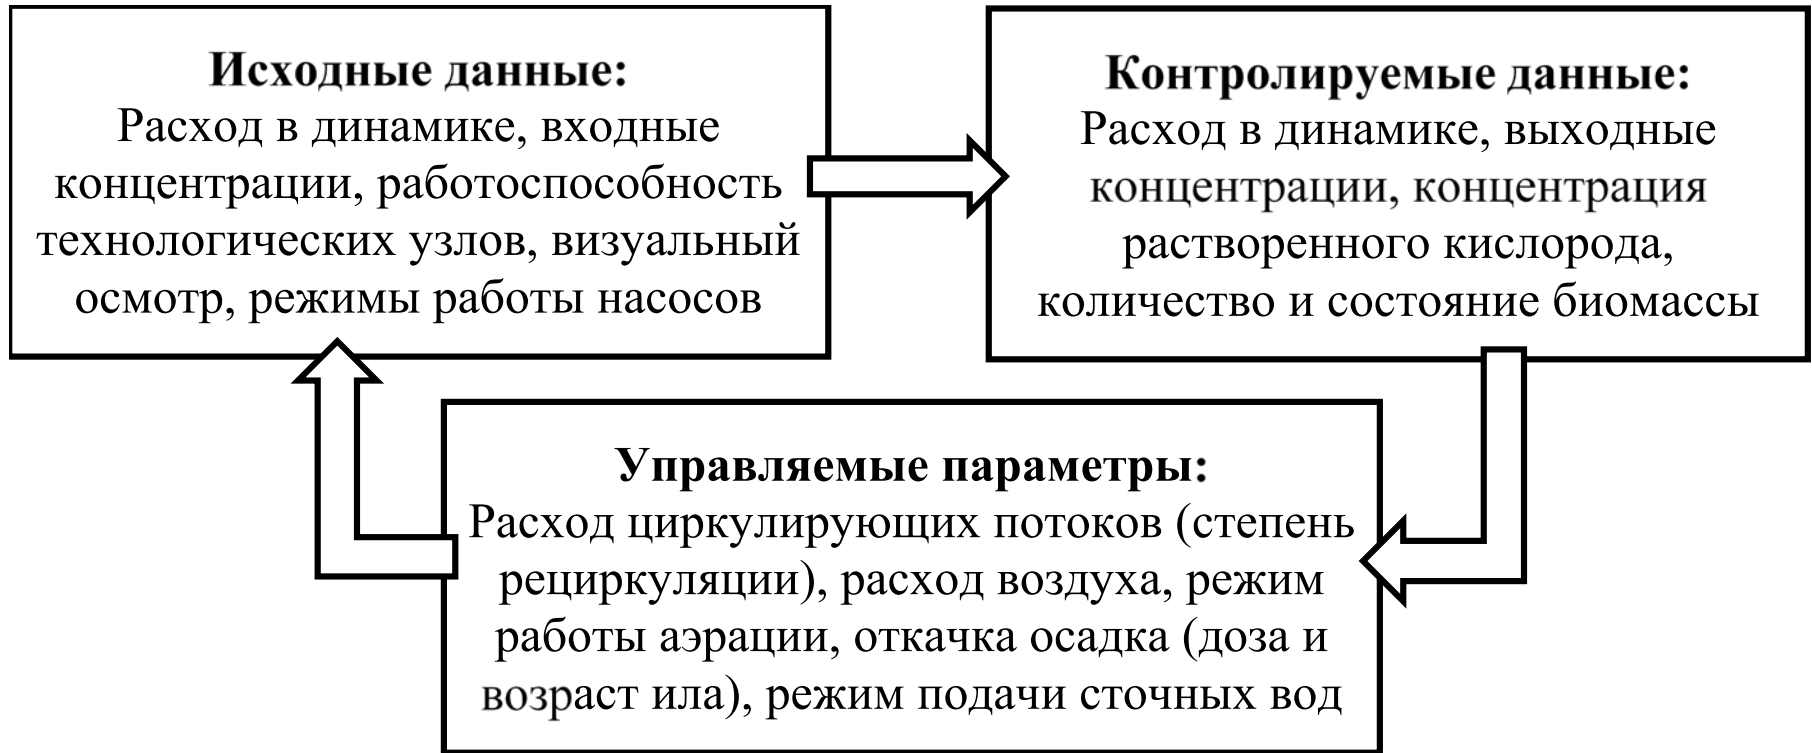 Исходные данные:
Расход в динамике, входные
концентрации, работоспособность
технологических узлов, визуальный
осмотр, режимы работы насосов
Контролируемые данные:
Расход в динамике, выходные
концентрации, концентрация
растворенного кислорода,
количество и состояние биомассы
Управляемые параметры:
Расход циркулирующих потоков (степень
рециркуляции), расход воздуха, режим
работы аэрации, откачка осадка (доза и
возраст ила), режим подачи сточных вод